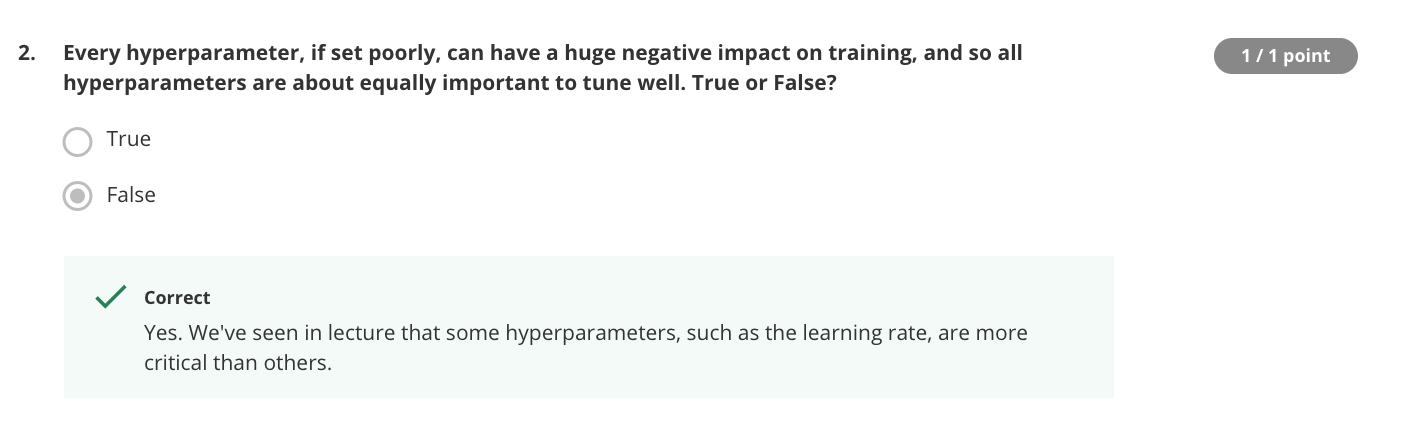 2. Every hyperparameter, if set poorly, can have a huge negative impact on training, and so all
hyperparameters are about equally important to tune well. True or False?
1 / 1 point
True
False
Correct
Yes. We've seen in lecture that some hyperparameters, such as the learning rate, are more
critical than others.